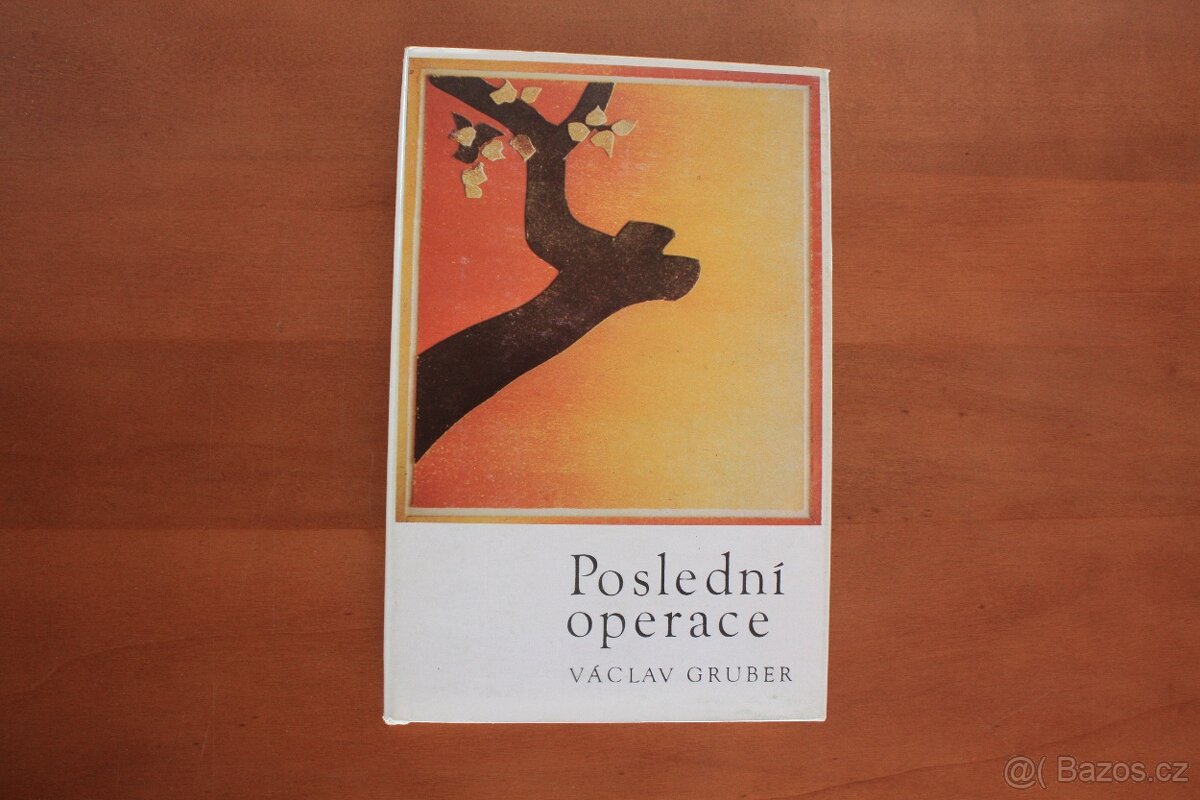 Poslední
operace
VÁCLAV GRUBER
@( Bazos.cz